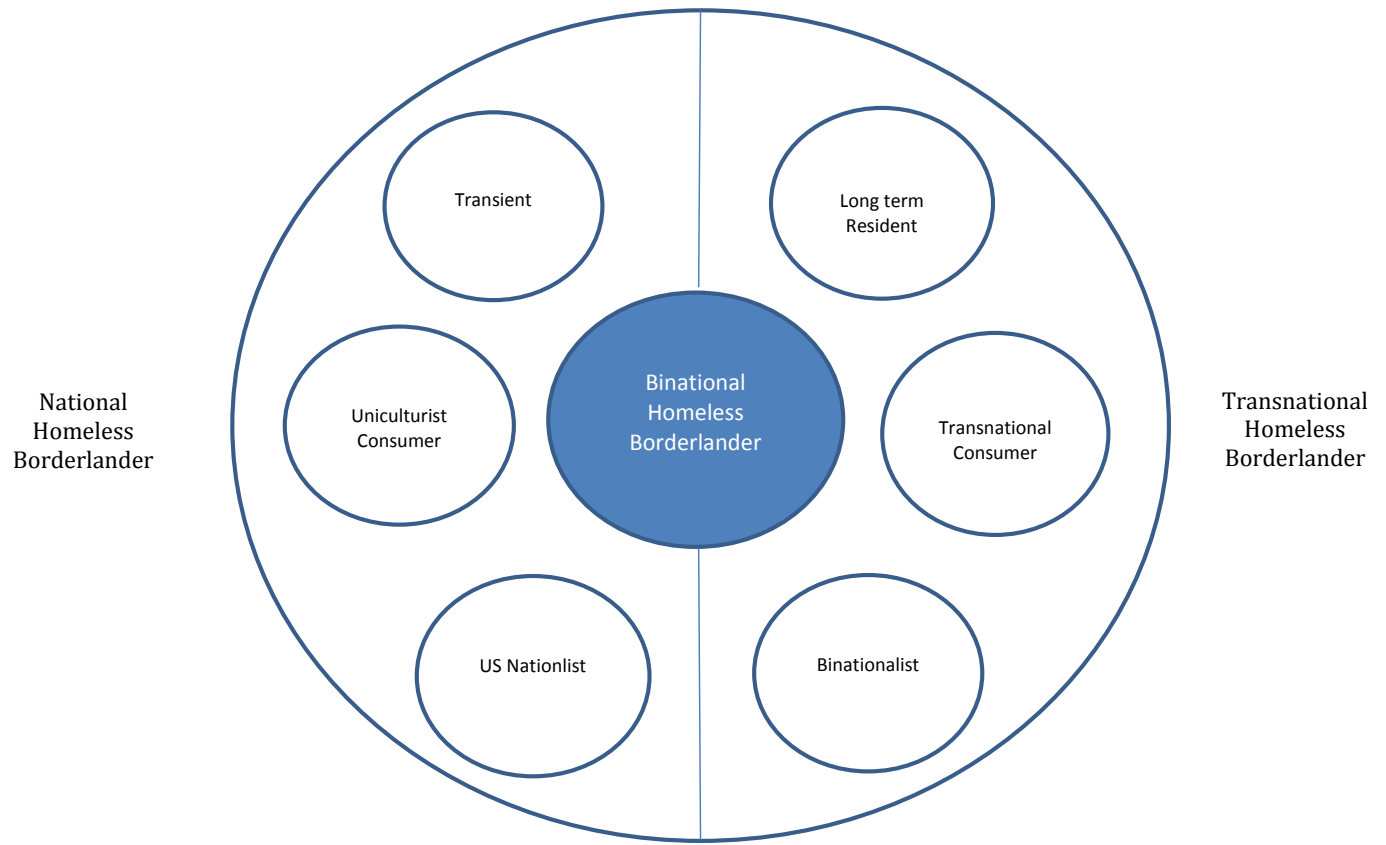 Transient
Long term
Resident
National
Homeless
Borderlander
Uniculturist
Consumer
Binational
Homeless
Borderlander
Transnational
Consumer
Transnational
Homeless
Borderlander
US Nationlist
Binationalist